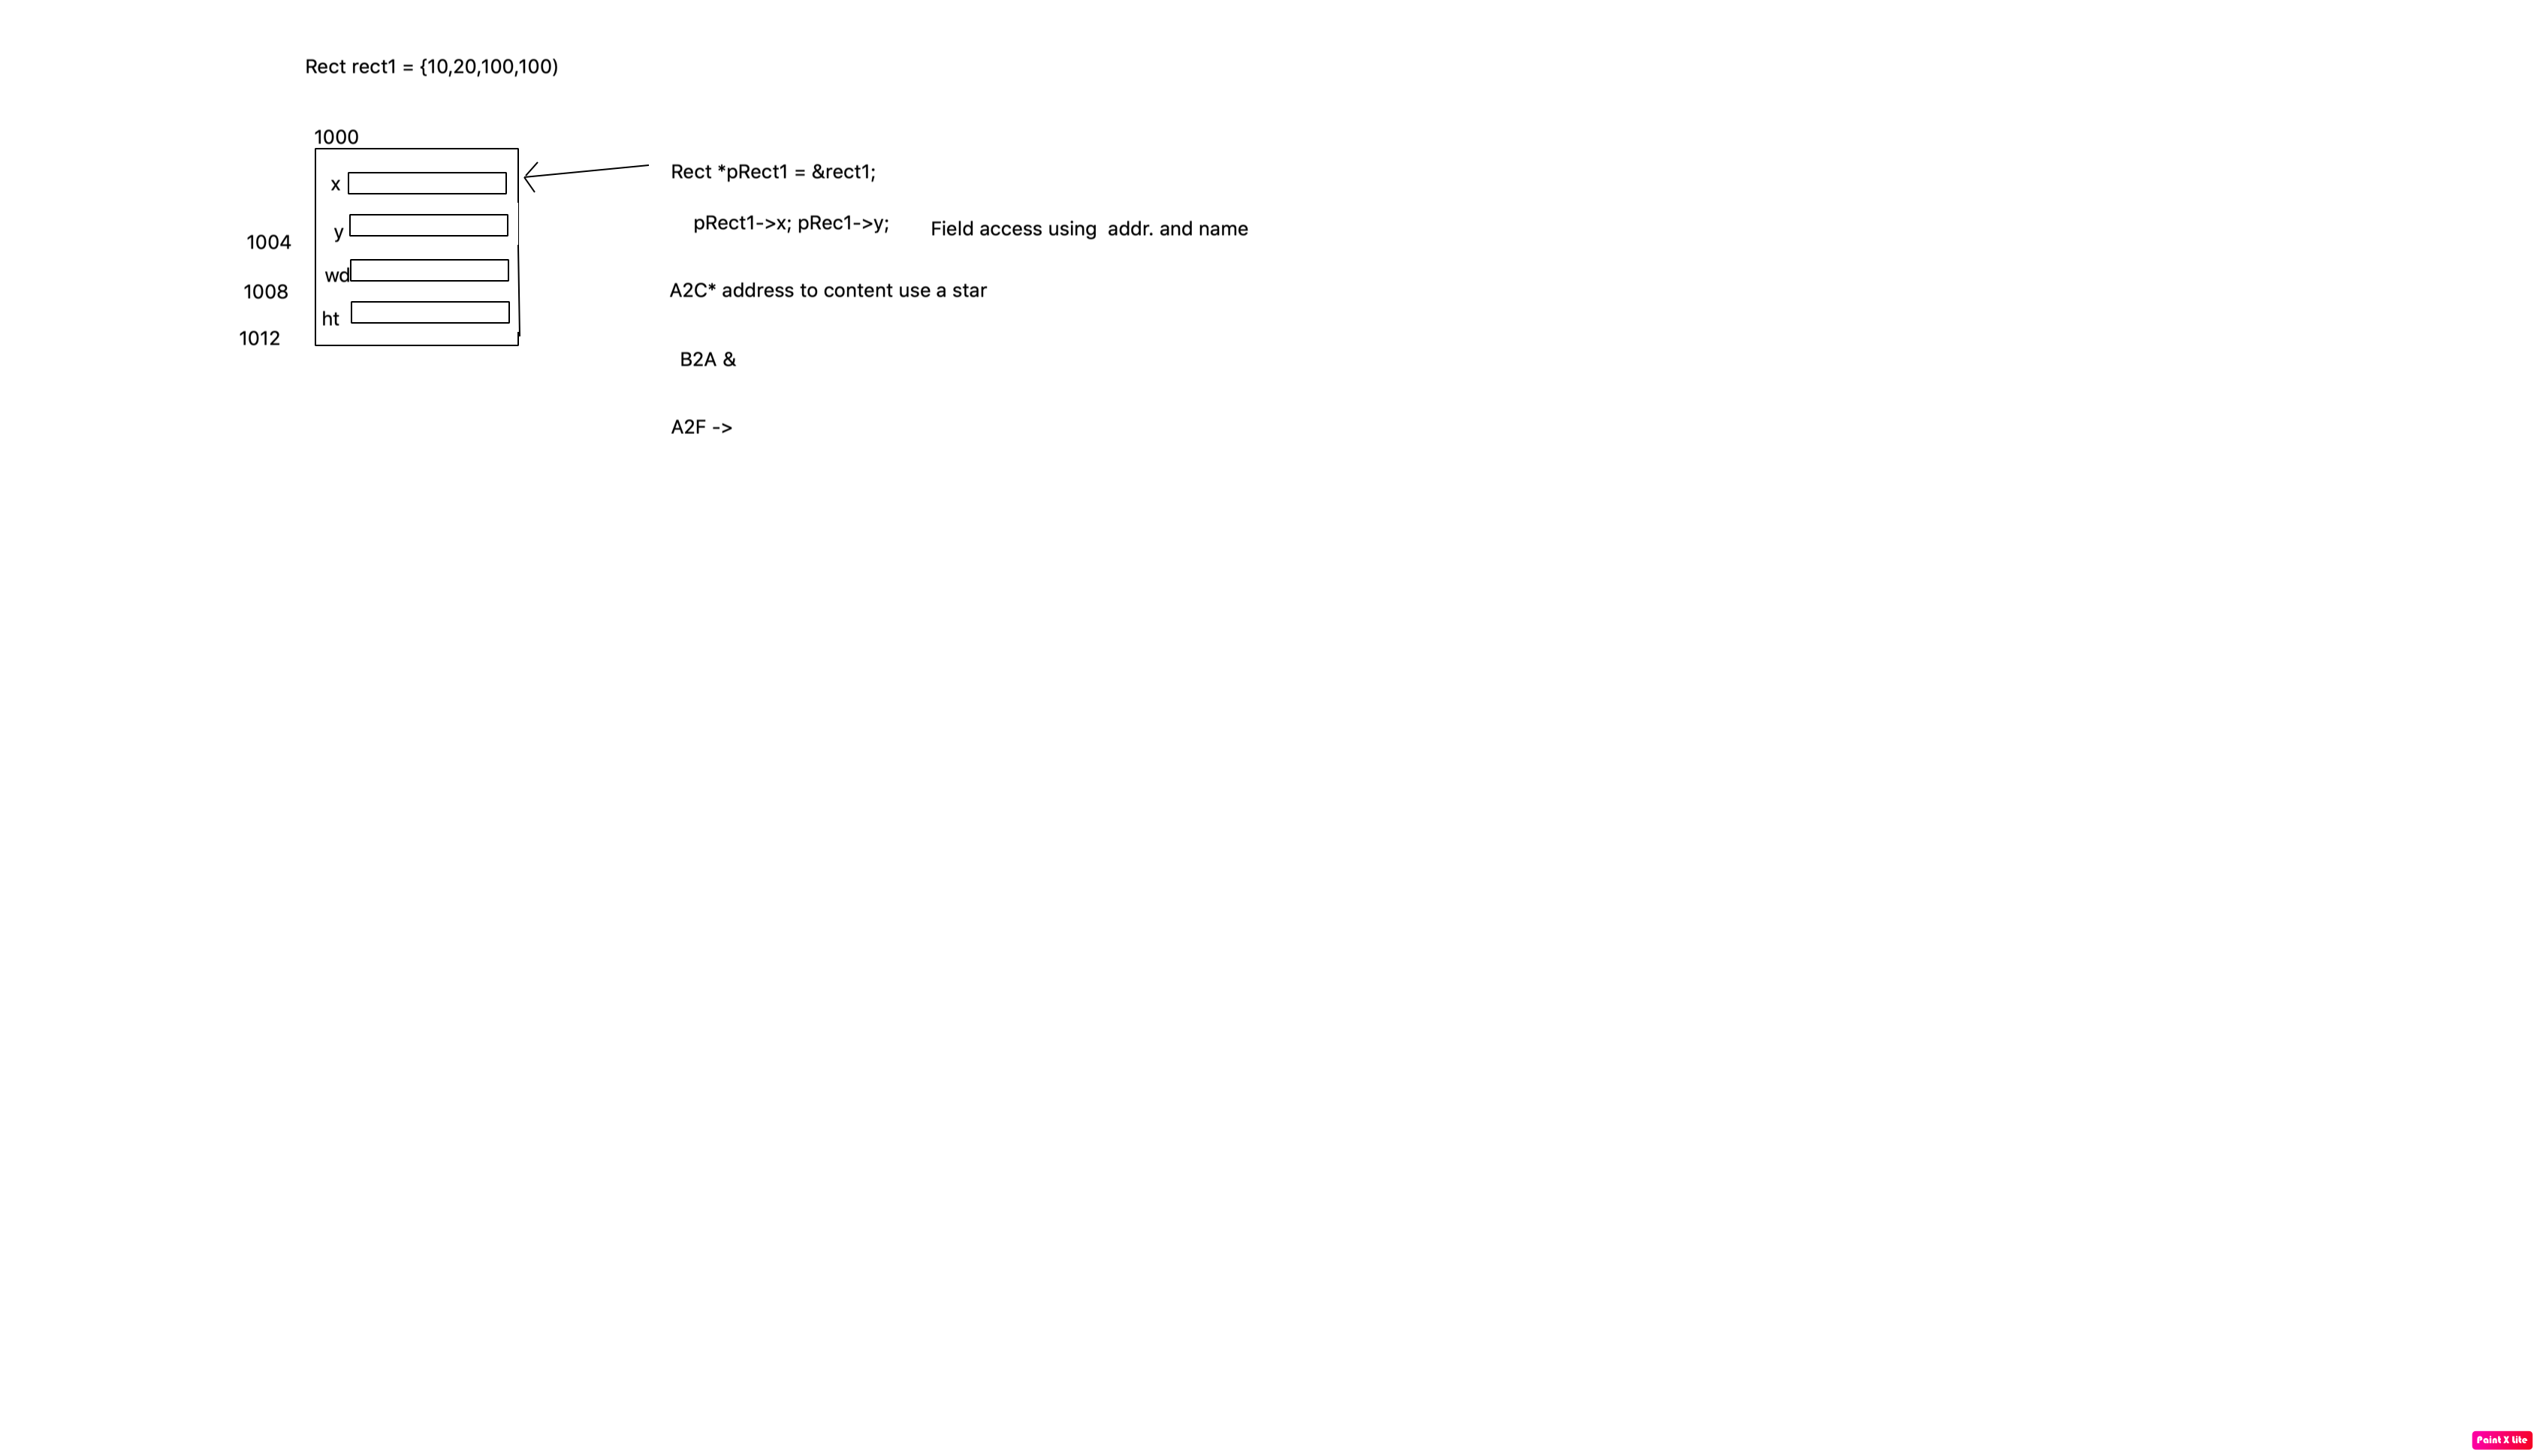 Rect rect1 = {10,20,100,100)
1000
x
Rect *pRect1 = &rect1;
y
pRect1->x; pRec1->y;
Field access using  addr. and name
1004
wd
1008
A2C* address to content use a star
ht
1012
B2A &
A2F ->
Paint X lite